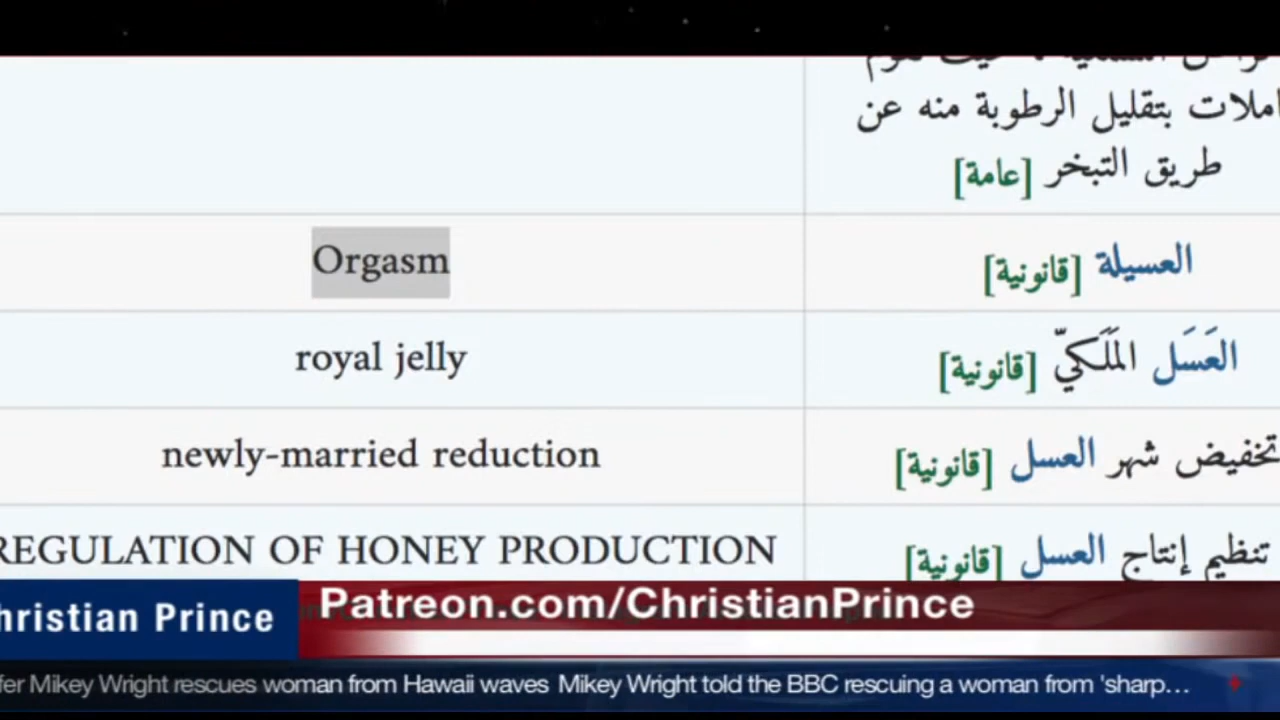 املات بتقليل الرطوبة منه عن
طريق التبخر [عامة]
Orgasm
العسيلة [قانونية]
royal jelly
العَسَل المَلَكيّ [قانونية]
newly-married reduction
تخفيض شهر العسل [قانونية]
REGULATION OF HONEY PRODUCTION
تنظيم إنتاج العسل [قانونية]
hristian Prince
Patreon.com/ChristianPrince
fer Mikey Wright rescues woman from Hawaii waves Mikey Wright told the BBC rescuing a woman from 'sharp...